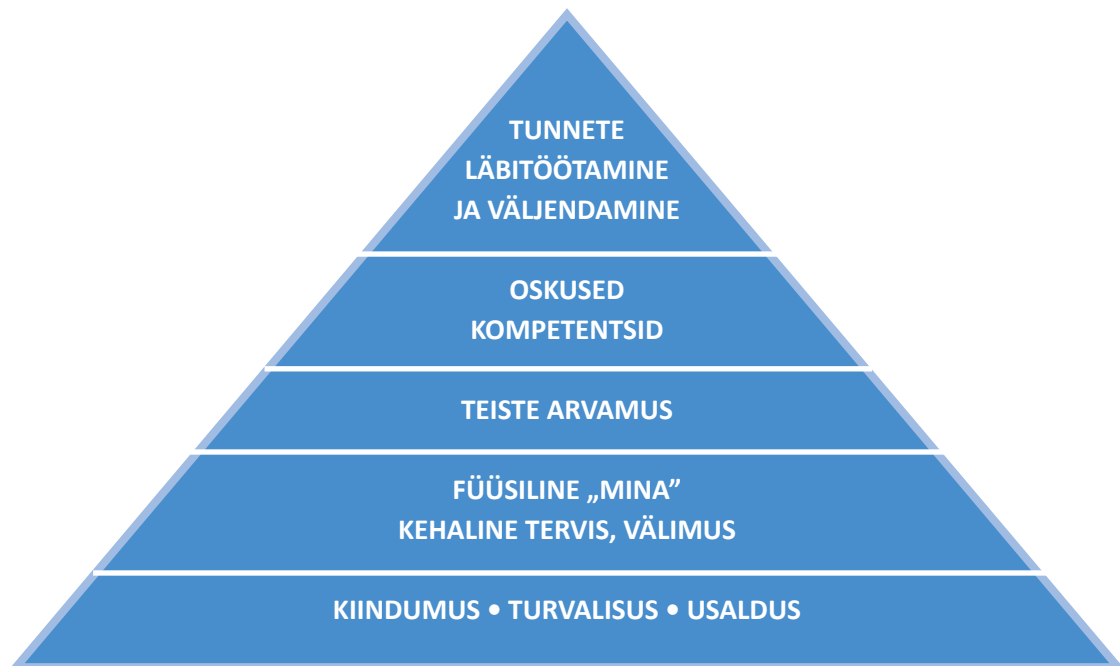 TUNNETE
LÄBITÖÖTAMINE
JA VÄLJENDAMINE
OSKUSED
KOMPETENTSID
TEISTE ARVAMUS
FÜÜSILINE „MINA”
KEHALINE TERVIS, VÄLIMUS
KIINDUMUS • TURVALISUS • USALDUS